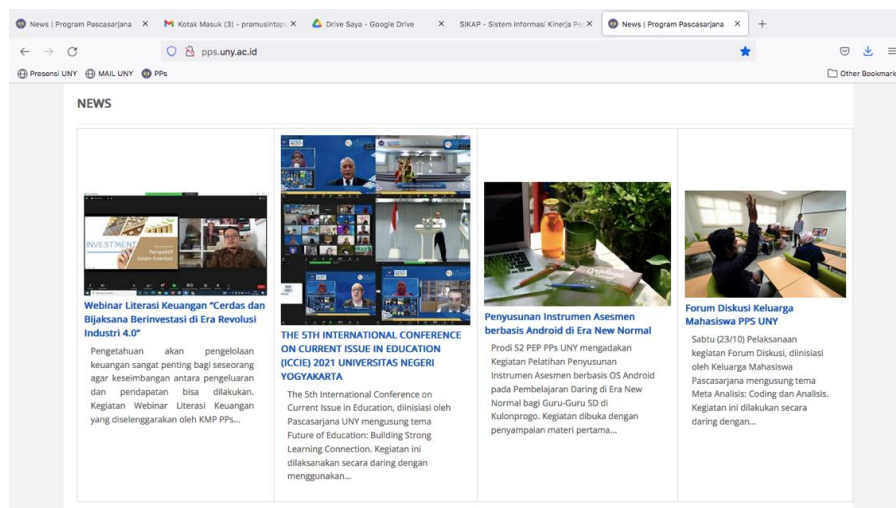 News | Program Pascasarjana
Kotak Masuk (3) - pramusintap
Drive Saya - Google Drive
SIKAP - Sistem Informasi Kinerja Pe
News | Program Pascasarjana
pps.uny.ac.id
Presensi UNY
MAIL UNY
PPs
Other Bookmark
NEWS
INVESTMENT
Perspektif
dalam Investasi
Webinar Literasi Keuangan “Cerdas dan
Bijaksana Berinvestasi di Era Revolusi
Industri 4.0”
Pengetahuan akan pengelolaan
keuangan sangat penting bagi seseorang
agar keseimbangan antara pengeluaran
dan pendapatan bisa dilakukan.
Kegiatan Webinar Literasi Keuangan
yang diselenggarakan oleh KMP PPs...
THE 5TH INTERNATIONAL CONFERENCE
ON CURRENT ISSUE IN EDUCATION
(ICCIE) 2021 UNIVERSITAS NEGERI
YOGYAKARTA
The 5th International Conference on
Current Issue in Education, diinisiasi oleh
Pascasarjana UNY mengusung tema
Future of Education: Building Strong
Learning Connection. Kegiatan ini
dilaksanakan secara daring dengan
menggunakan...
Penyusunan Instrumen Asesmen
berbasis Android di Era New Normal
Prodi S2 PEP PPs UNY mengadakan
Kegiatan Pelatihan Penyusunan
Instrumen Asesmen berbasis OS Android
pada Pembelajaran Daring di Era New
Normal bagi Guru-Guru SD di
Kulonprogo. Kegiatan dibuka dengan
penyampaian materi pertama...
Forum Diskusi Keluarga
Mahasiswa PPS UNY
Sabtu (23/10) Pelaksanaan
kegiatan Forum Diskusi, diinisiasi
oleh Keluarga Mahasiswa
Pascasarjana mengusung tema
Meta Analisis: Coding dan Analisis.
Kegiatan ini dilakukan secara
daring dengan...